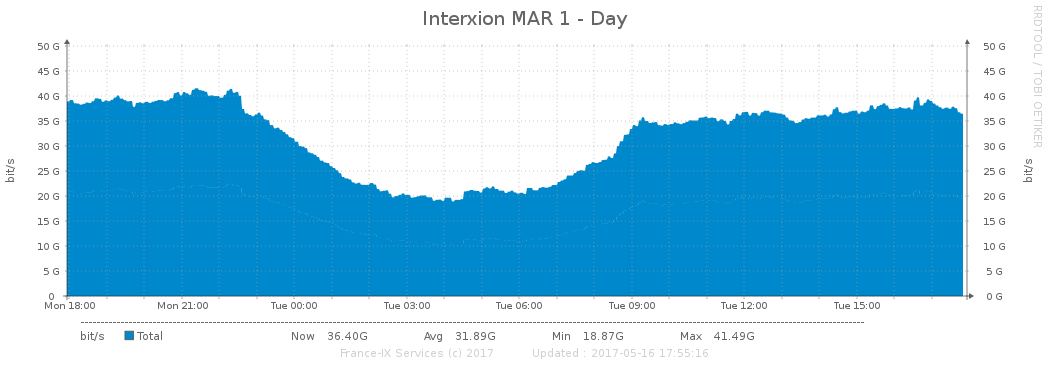 Interxion MAR 1 - Day
RRDTOOL / TOBI OETIKER
50 G 50 G
45 G 45 G
40 G 40 G
35 G 35 G
30 G 30 G
25 G 25 G
20 G 20 G
15 G 15 G
10 G 10 G
5 G 5 G
0 0 G
bit/s bit/s
Mon 18:00 Mon 21:00 Tue 00:00 Tue 03:00 Tue 06:00 Tue 09:00 Tue 12:00 Tue 15:00
bit/s Total Now 36.40G Avg 31.89G Min 18.87G Max 41.49G
France-IX Services (c) 2017 Updated : 2017-05-16 17:55:16